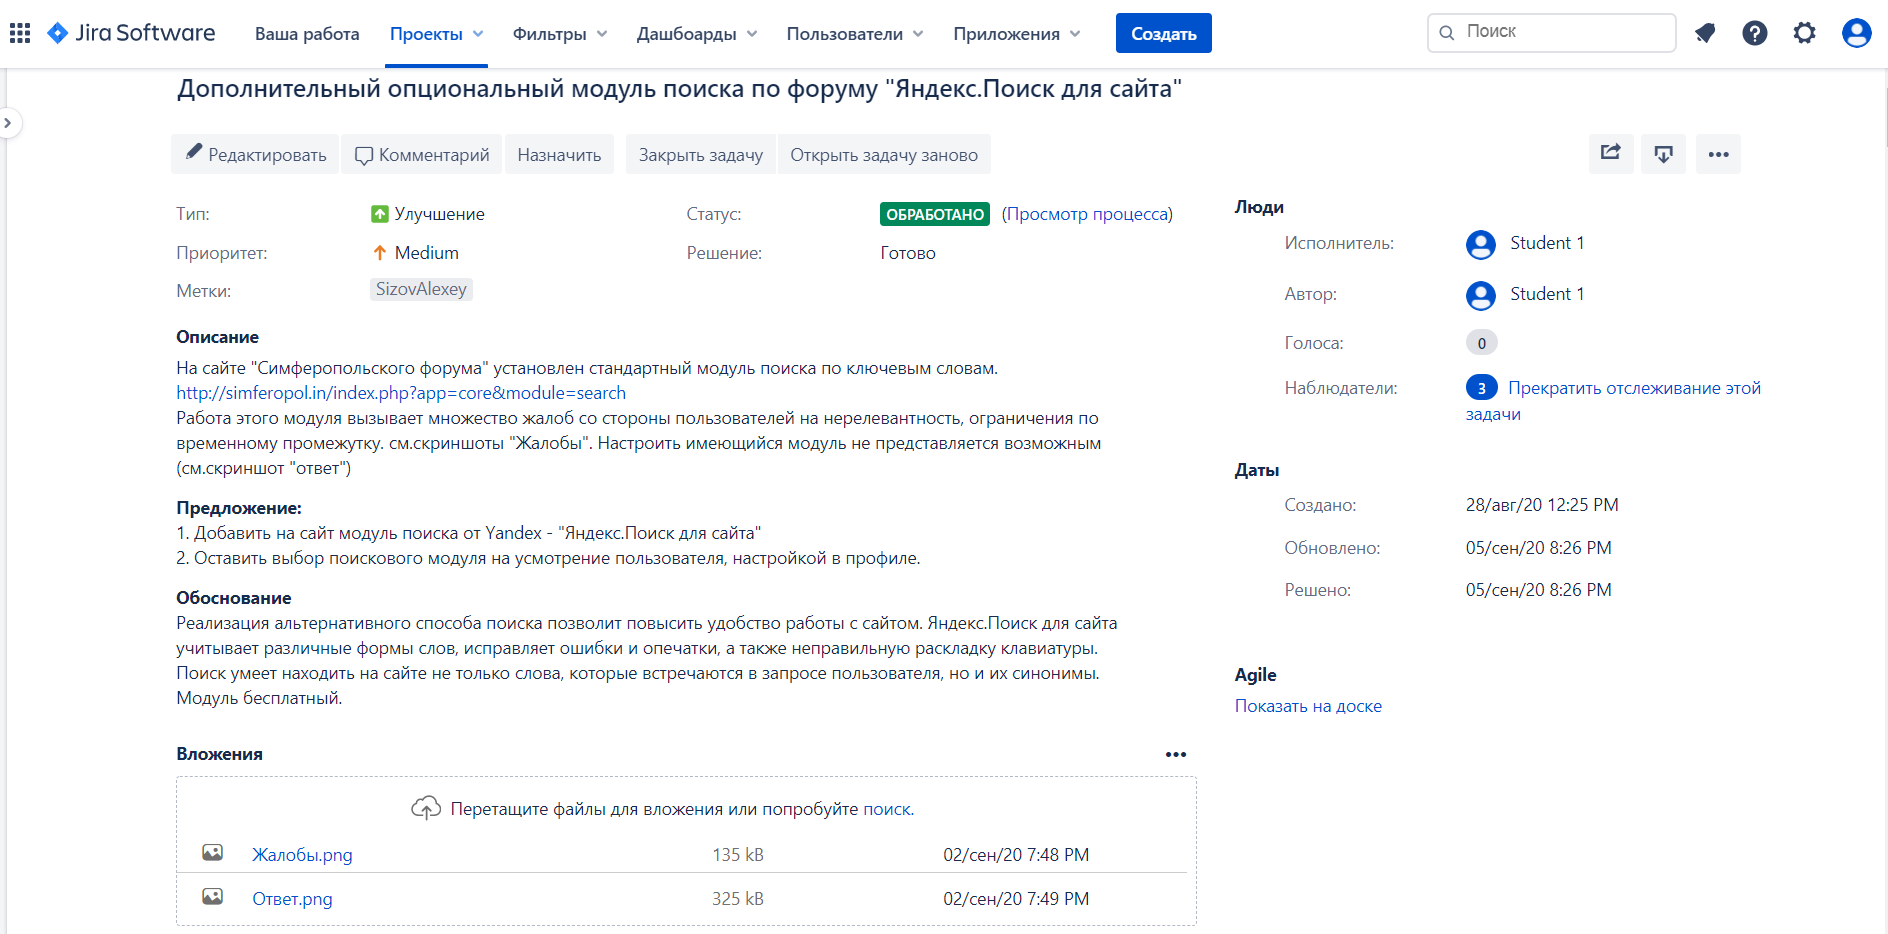 Jira Software Ваша работа Проекты Фильтры Дашбоарды Пользователи Приложения Создать Поиск
Дополнительный опциональный модуль поиска по форуму "Яндекс.Поиск для сайта"
Редактировать Комментарий Назначить Закрыть задачу Открыть задачу заново
Тип: Улучшение Статус: ОБРАБОТАНО (Просмотр процесса)
Приоритет: Medium Решение: Готово
Метки: SizovAlexey
Описание
На сайте "Симферопольского форума" установлен стандартный модуль поиска по ключевым словам.
http://simferopol.in/index.php?app=core&module=search
Работа этого модуля вызывает множество жалоб со стороны пользователей на нерелевантность, ограничения по
временному промежутку. см.скриншоты "Жалобы". Настроить имеющийся модуль не представляется возможным
(см.скриншот "ответ")
Предложение:
1. Добавить на сайт модуль поиска от Yandex - "Яндекс.Поиск для сайта"
2. Оставить выбор поискового модуля на усмотрение пользователя, настройкой в профиле.
Обоснование
Реализация альтернативного способа поиска позволит повысить удобство работы с сайтом. Яндекс.Поиск для сайта
учитывает различные формы слов, исправляет ошибки и опечатки, а также неправильную раскладку клавиатуры.
Поиск умеет находить на сайте не только слова, которые встречаются в запросе пользователя, но и их синонимы.
Модуль бесплатный.
Вложения
Перетащите файлы для вложения или попробуйте поиск.
Жалобы.png 135 kB 02/сен/20 7:48 PM
Ответ.png 325 kB 02/сен/20 7:49 PM
Люди
Исполнитель: Student 1
Автор: Student 1
Голоса: 0
Наблюдатели: 3 Прекратить отслеживание этой
задачи
Даты
Создано: 28/авг/20 12:25 PM
Обновлено: 05/сен/20 8:26 PM
Решено: 05/сен/20 8:26 PM
Agile
Показать на доске